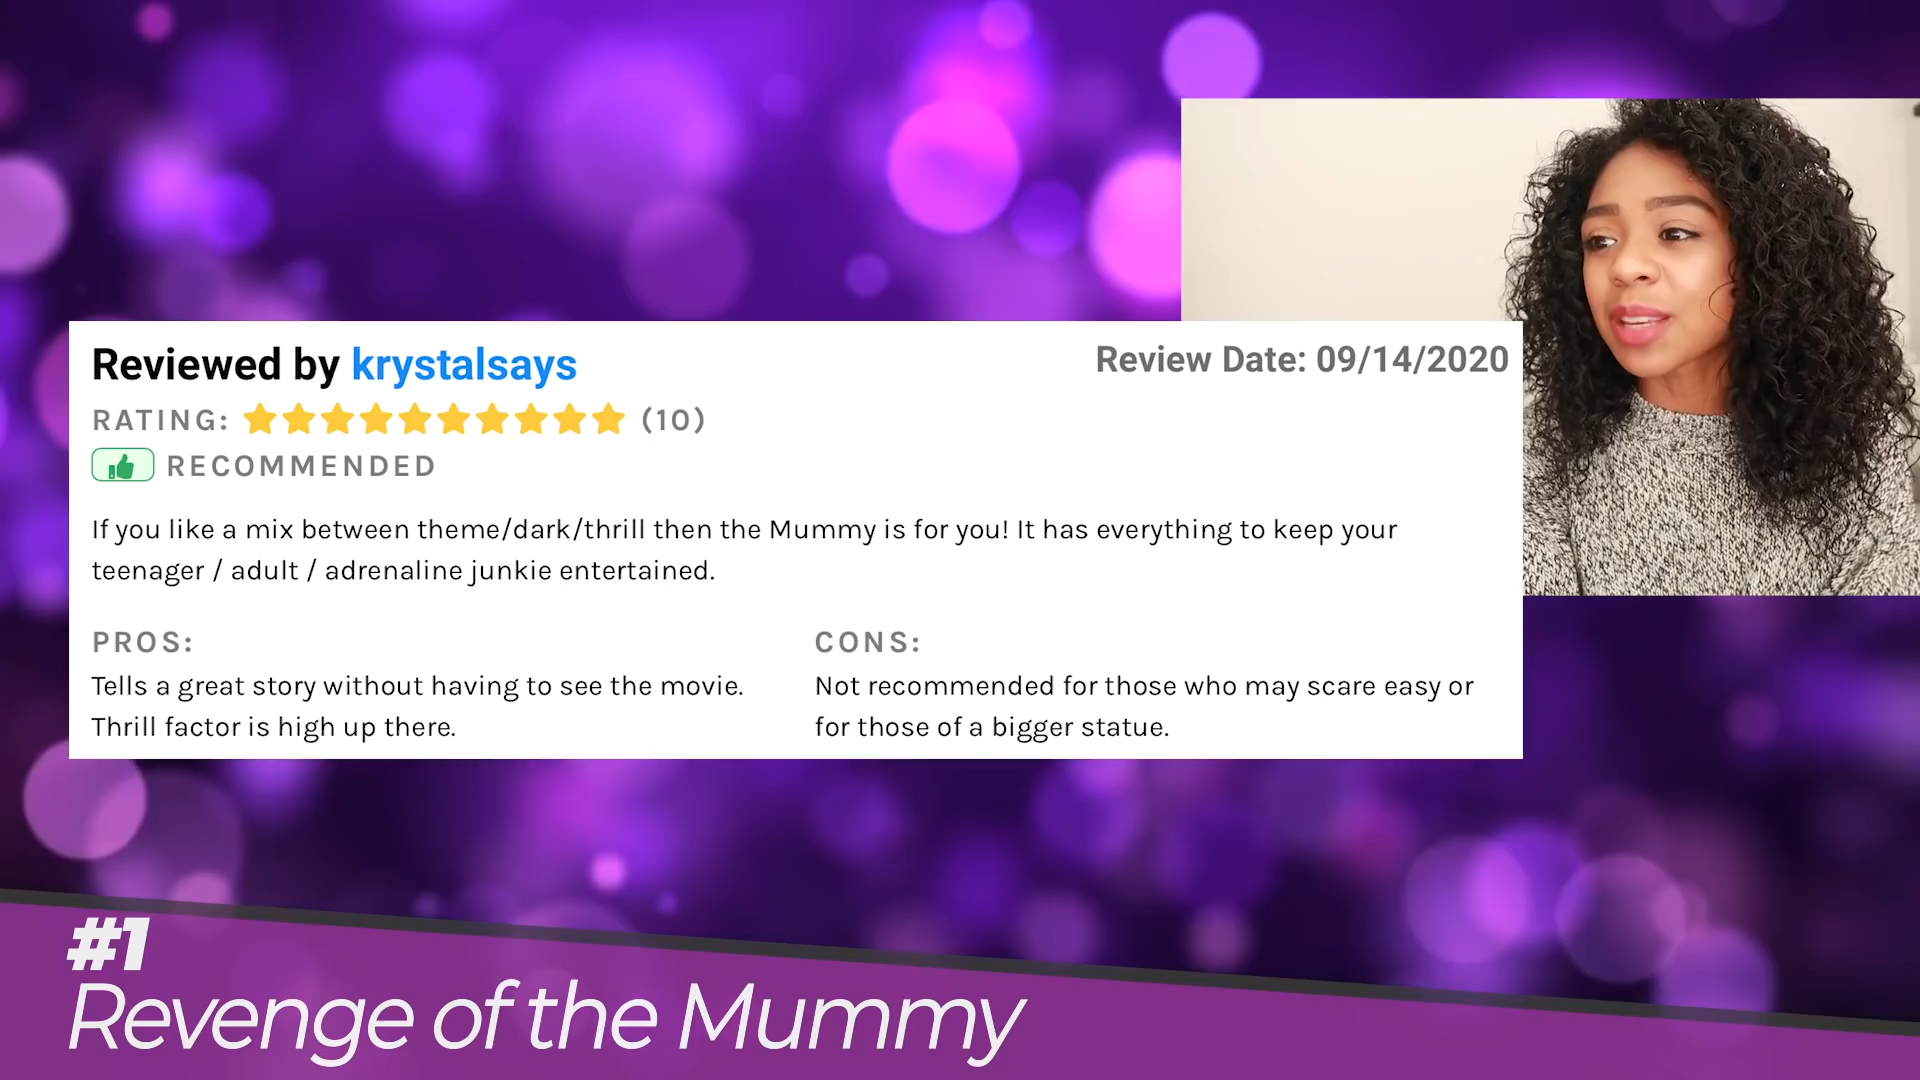 Reviewed by krystalsays
Review Date: 09/14/2020
RATING: (10)
RECOMMENDED
If you like a mix between theme/dark/thrill then the Mummy is for you! It has everything to keep your
teenager / adult / adrenaline junkie entertained.
PROS:
Tells a great story without having to see the movie.
Thrill factor is high up there.
CONS:
Not recommended for those who may scare easy or
for those of a bigger statue.
#1
Revenge of the Mummy